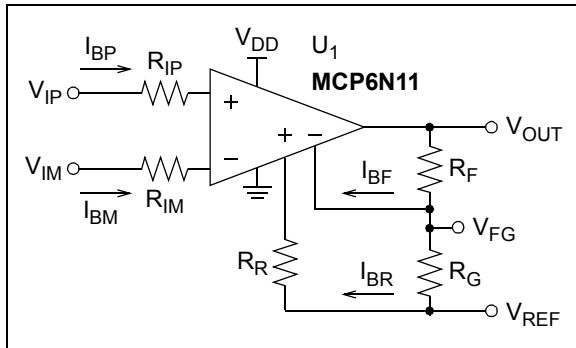 I_BP
R_IP
V_DD
U_1
MCP6N11
V_IP
+
+
−
V_OUT
V_IM
−
I_BF
R_F
I_BM
R_IM
V_FG
R_R
R_G
I_BR
V_REF